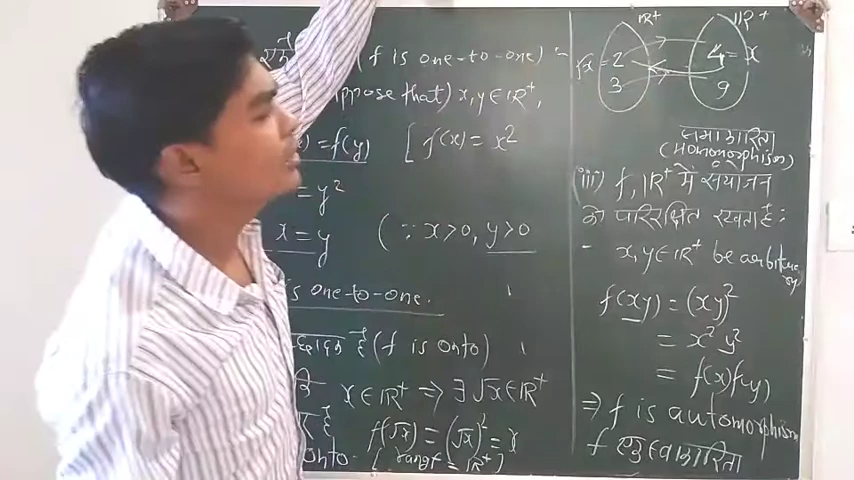 (f is one-to-one) :-
suppose that) x, y ∈ ℝ⁺,
= f(y) [ f(x) = x²
= y²
x = y (∵ x>0, y>0
is one-to-one.
है (f is onto)
x ∈ ℝ⁺ ⇒ ∃ √x ∈ ℝ⁺
f(√x) = (√x)² = x
onto. [ range = ℝ⁺]
ℝ⁺ ℝ⁺
√x = 2 4 = x
3 9
समाकारिता
(Homomorphism)
(iii) f, ℝ⁺ में संयोजन
को परिरक्षित रखता है :
- x, y ∈ ℝ⁺ be arbitrary
f(xy) = (xy)²
= x² y²
= f(x) f(y)
⇒ f is automorphism
f स्वाकारिता